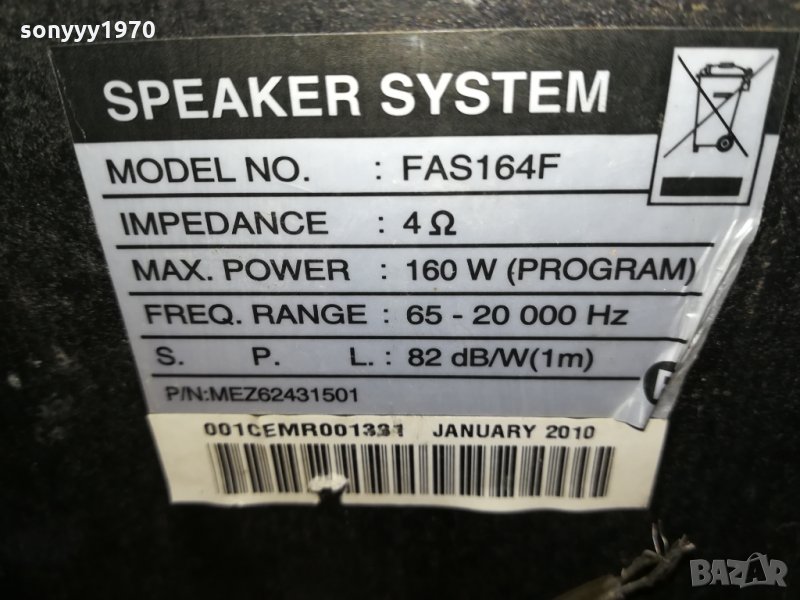 sonyyy1970
SPEAKER SYSTEM
MODEL NO. : FAS164F
IMPEDANCE : 4Ω
MAX. POWER : 160 W (PROGRAM)
FREQ. RANGE : 65 - 20 000 Hz
S. P. L. : 82 dB/W(1m)
P/N:MEZ62431501
001CEMR001331 JANUARY 2010
BAZAR